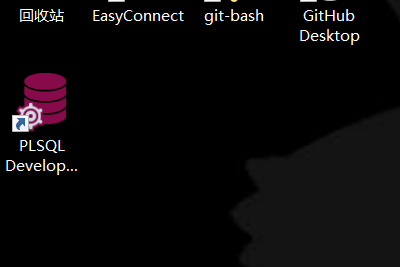 回收站
EasyConnect
git-bash
GitHub
Desktop
PLSQL
Develop...